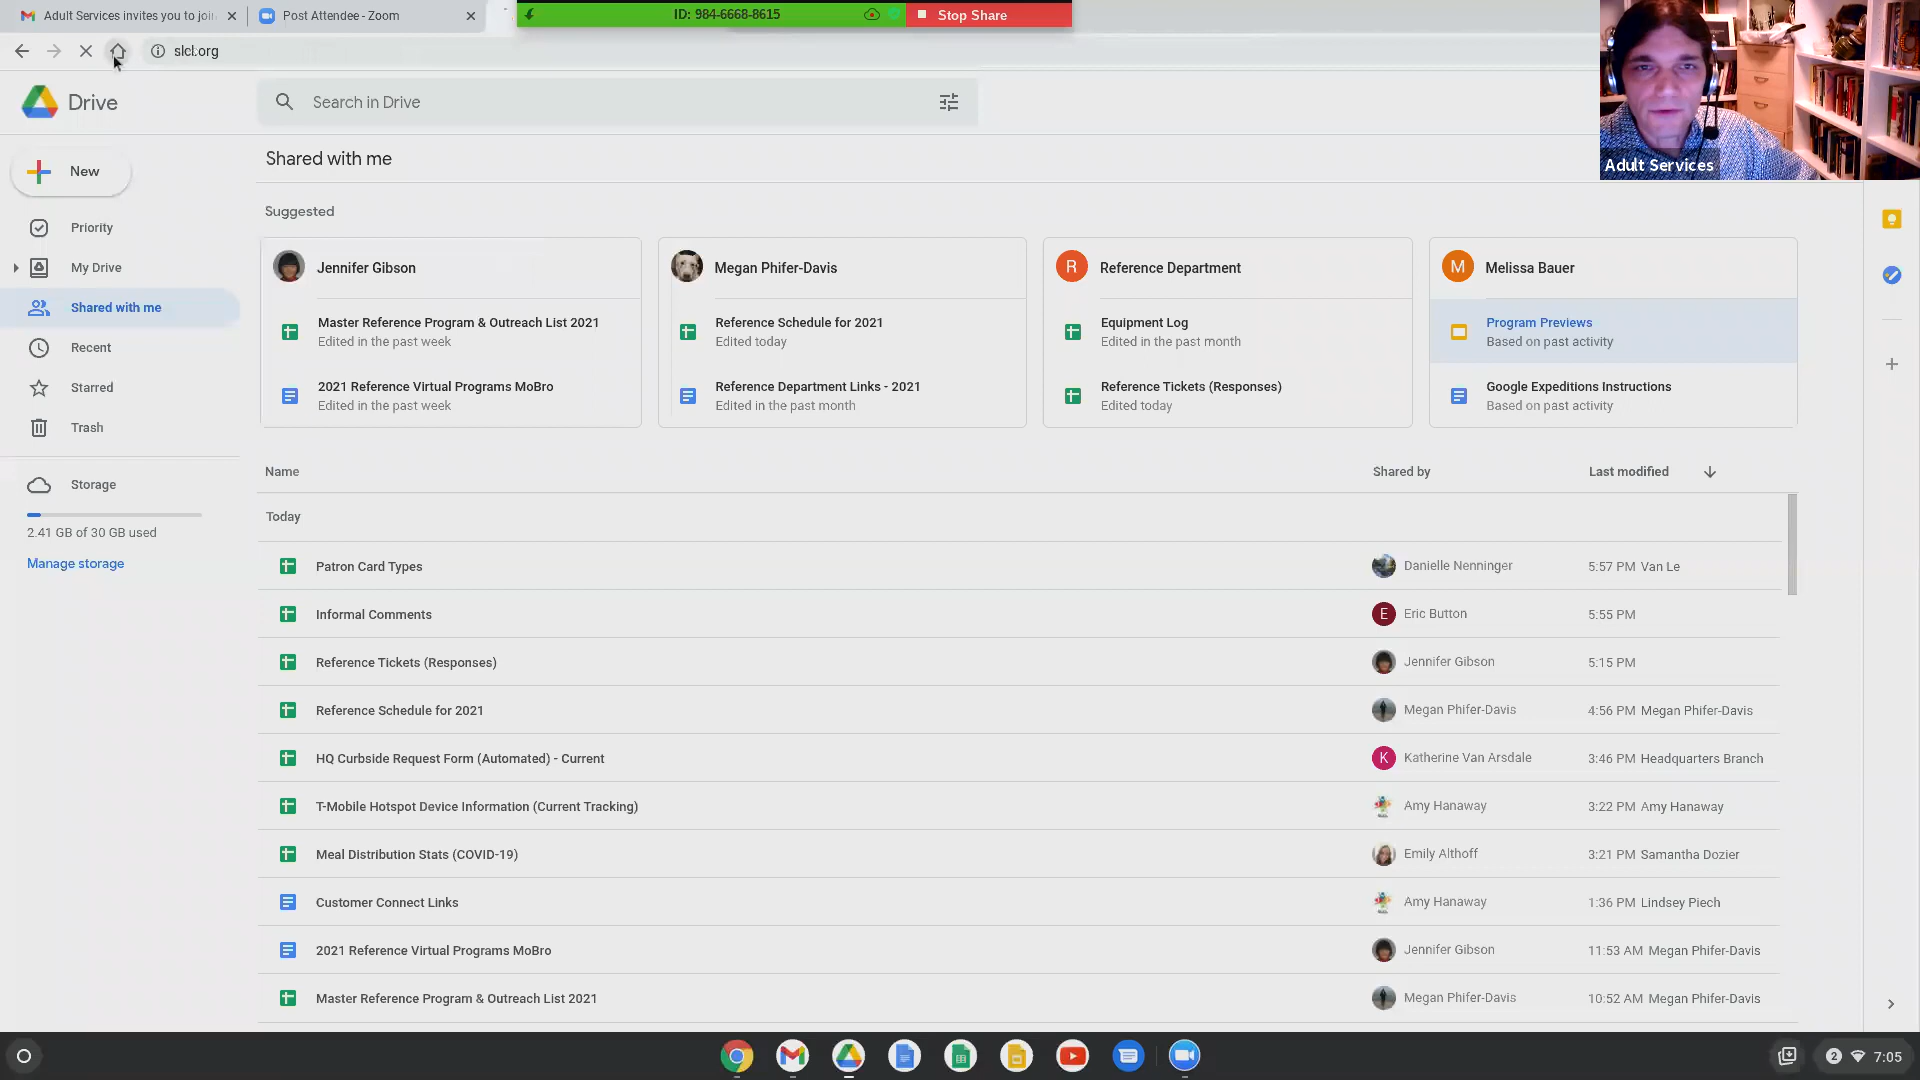 Adult Services invites you to join
Post Attendee - Zoom
ID: 984-6668-8615
Stop Share
slcl.org
Drive
Search in Drive
Adult Services
New
Priority
My Drive
Shared with me
Recent
Starred
Trash
Storage
2.41 GB of 30 GB used
Manage storage
Shared with me
Suggested
Jennifer Gibson
Master Reference Program & Outreach List 2021
Edited in the past week
2021 Reference Virtual Programs MoBro
Edited in the past week
Megan Phifer-Davis
Reference Schedule for 2021
Edited today
Reference Department Links - 2021
Edited in the past month
R
Reference Department
Equipment Log
Edited in the past month
Reference Tickets (Responses)
Edited today
M
Melissa Bauer
Program Previews
Based on past activity
Google Expeditions Instructions
Based on past activity
Name Shared by Last modified
Today
Patron Card Types Danielle Nenninger 5:57 PM Van Le
Informal Comments E Eric Button 5:55 PM
Reference Tickets (Responses) Jennifer Gibson 5:15 PM
Reference Schedule for 2021 Megan Phifer-Davis 4:56 PM Megan Phifer-Davis
HQ Curbside Request Form (Automated) - Current K Katherine Van Arsdale 3:46 PM Headquarters Branch
T-Mobile Hotspot Device Information (Current Tracking) Amy Hanaway 3:22 PM Amy Hanaway
Meal Distribution Stats (COVID-19) Emily Althoff 3:21 PM Samantha Dozier
Customer Connect Links Amy Hanaway 1:36 PM Lindsey Piech
2021 Reference Virtual Programs MoBro Jennifer Gibson 11:53 AM Megan Phifer-Davis
Master Reference Program & Outreach List 2021 Megan Phifer-Davis 10:52 AM Megan Phifer-Davis
2 7:05